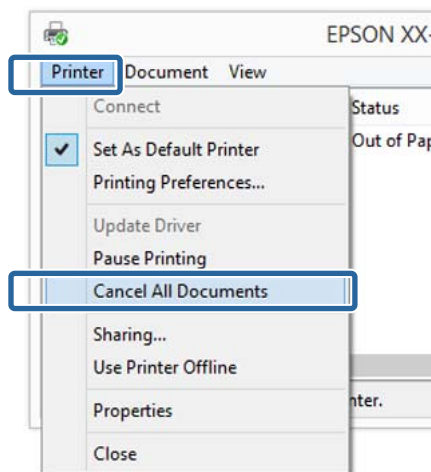 EPSON XX-
Printer Document View
Connect
Status
Set As Default Printer
Out of Pap
Printing Preferences...
Update Driver
Pause Printing
Cancel All Documents
Sharing...
Use Printer Offline
nter.
Properties
Close